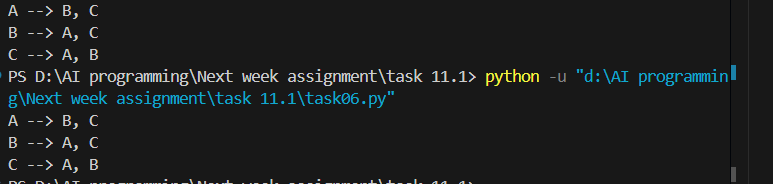 A --> B, C
B --> A, C
C --> A, B
PS D:\AI programming\Next week assignment\task 11.1> python -u "d:\AI programmin
g\Next week assignment\task 11.1\task06.py"
A --> B, C
B --> A, C
C --> A, B
PS D:\AI programming\Next week assignment\task 11.1>